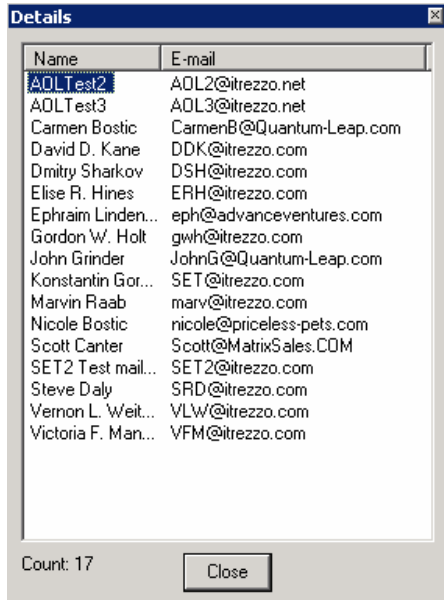 Details
Name E-mail
AOLTest2 AOL2@itrezzo.net
AOLTest3 AOL3@itrezzo.net
Carmen Bostic CarmenB@Quantum-Leap.com
David D. Kane DDK@itrezzo.com
Dmitry Sharkov DSH@itrezzo.com
Elise R. Hines ERH@itrezzo.com
Ephraim Linden... eph@advanceventures.com
Gordon W. Holt gwh@itrezzo.com
John Grinder JohnG@Quantum-Leap.com
Konstantin Gor... SET@itrezzo.com
Marvin Raab marv@itrezzo.com
Nicole Bostic nicole@priceless-pets.com
Scott Canter Scott@MatrixSales.COM
SET2 Test mail... SET2@itrezzo.com
Steve Daly SRD@itrezzo.com
Vernon L. Weit... VLW@itrezzo.com
Victoria F. Man... VFM@itrezzo.com
Count: 17
Close